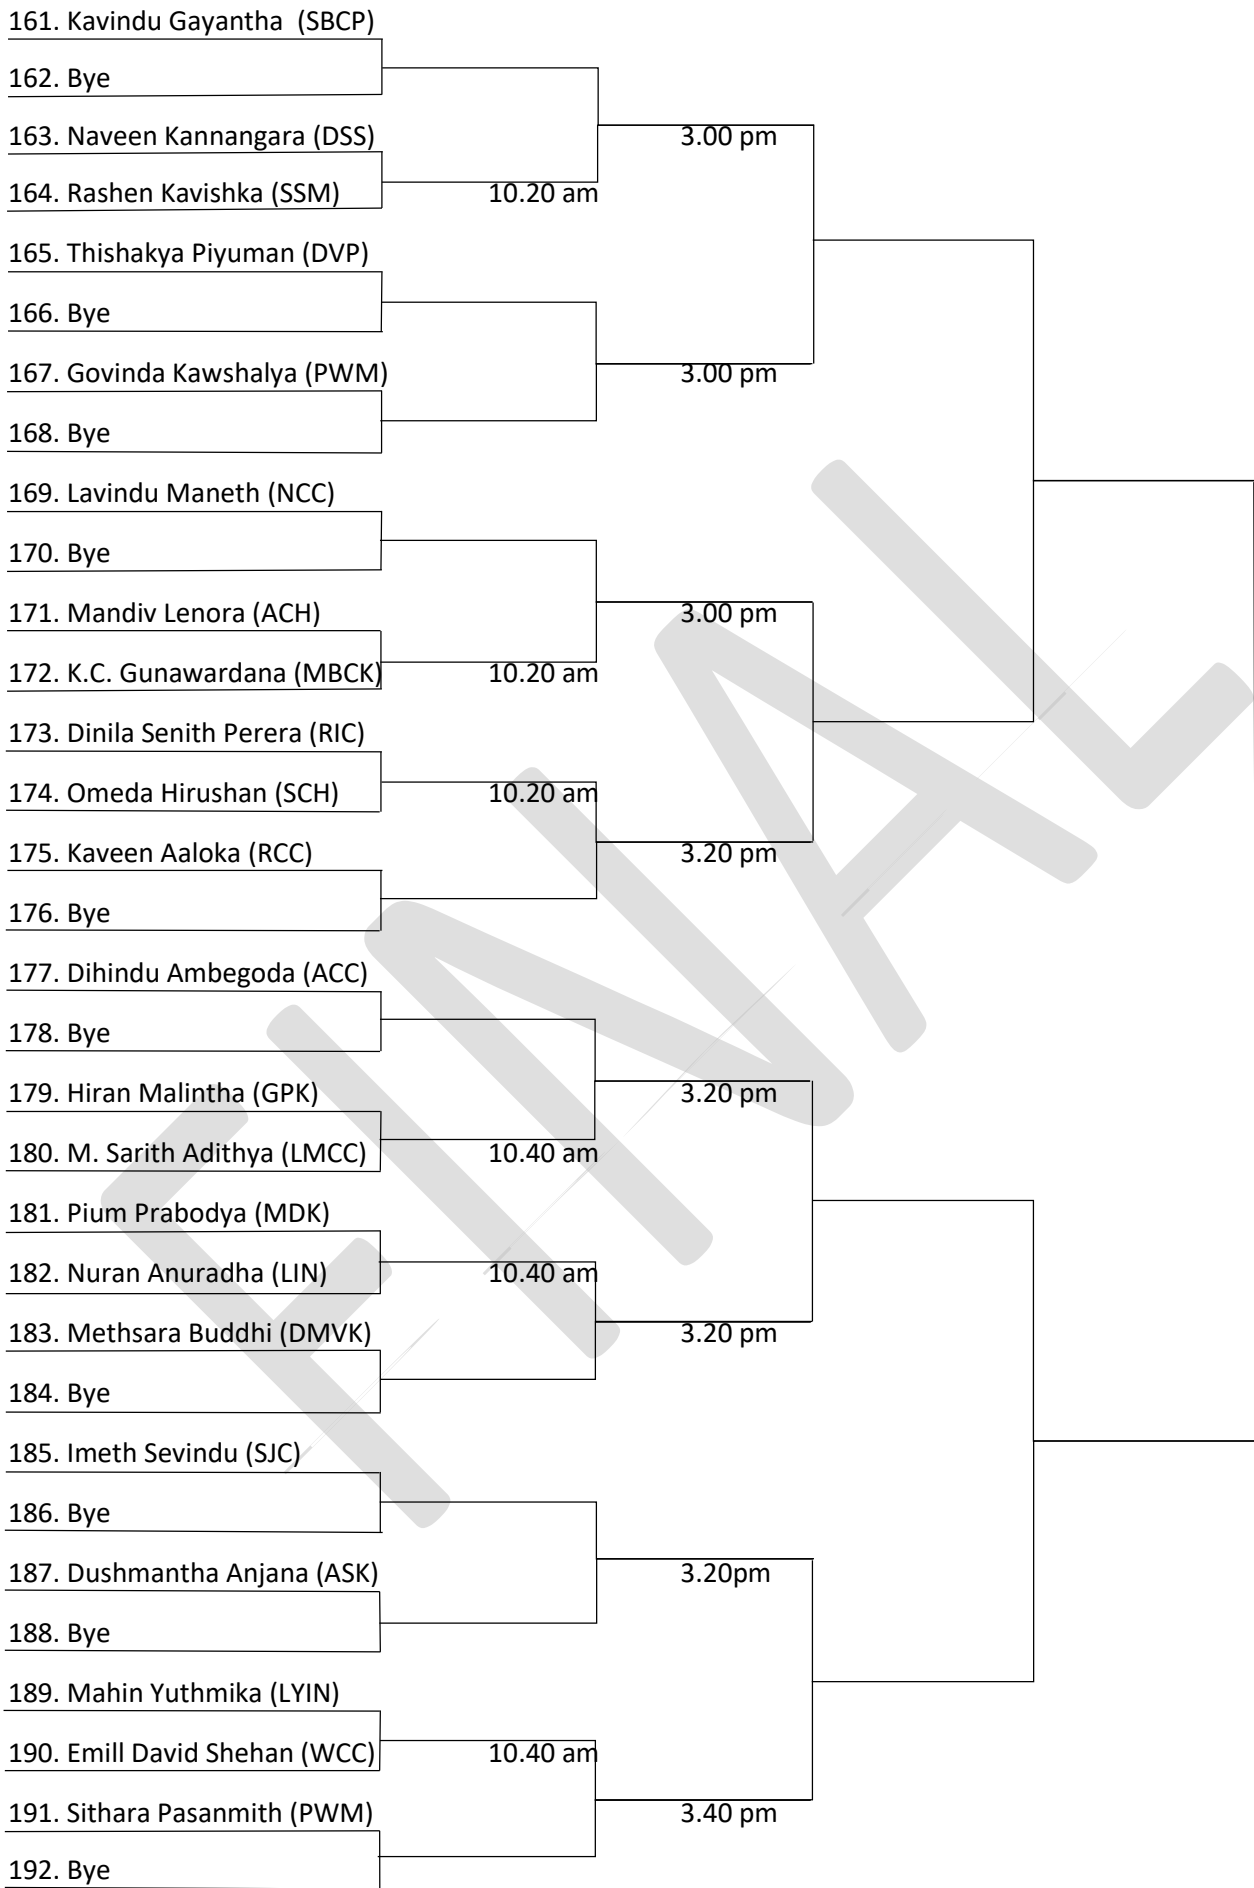 161. Kavindu Gayantha  (SBCP)
162. Bye
163. Naveen Kannangara (DSS)
3.00 pm
164. Rashen Kavishka (SSM)
10.20 am
165. Thishakya Piyuman (DVP)
166. Bye
167. Govinda Kawshalya (PWM)
3.00 pm
168. Bye
169. Lavindu Maneth (NCC)
170. Bye
171. Mandiv Lenora (ACH)
3.00 pm
172. K.C. Gunawardana (MBCK)
10.20 am
173. Dinila Senith Perera (RIC)
174. Omeda Hirushan (SCH)
10.20 am
175. Kaveen Aaloka (RCC)
3.20 pm
176. Bye
177. Dihindu Ambegoda (ACC)
178. Bye
179. Hiran Malintha (GPK)
3.20 pm
180. M. Sarith Adithya (LMCC)
10.40 am
181. Pium Prabodya (MDK)
182. Nuran Anuradha (LIN)
10.40 am
183. Methsara Buddhi (DMVK)
3.20 pm
184. Bye
185. Imeth Sevindu (SJC)
186. Bye
187. Dushmantha Anjana (ASK)
3.20pm
188. Bye
189. Mahin Yuthmika (LYIN)
190. Emill David Shehan (WCC)
10.40 am
191. Sithara Pasanmith (PWM)
3.40 pm
192. Bye
FINAL